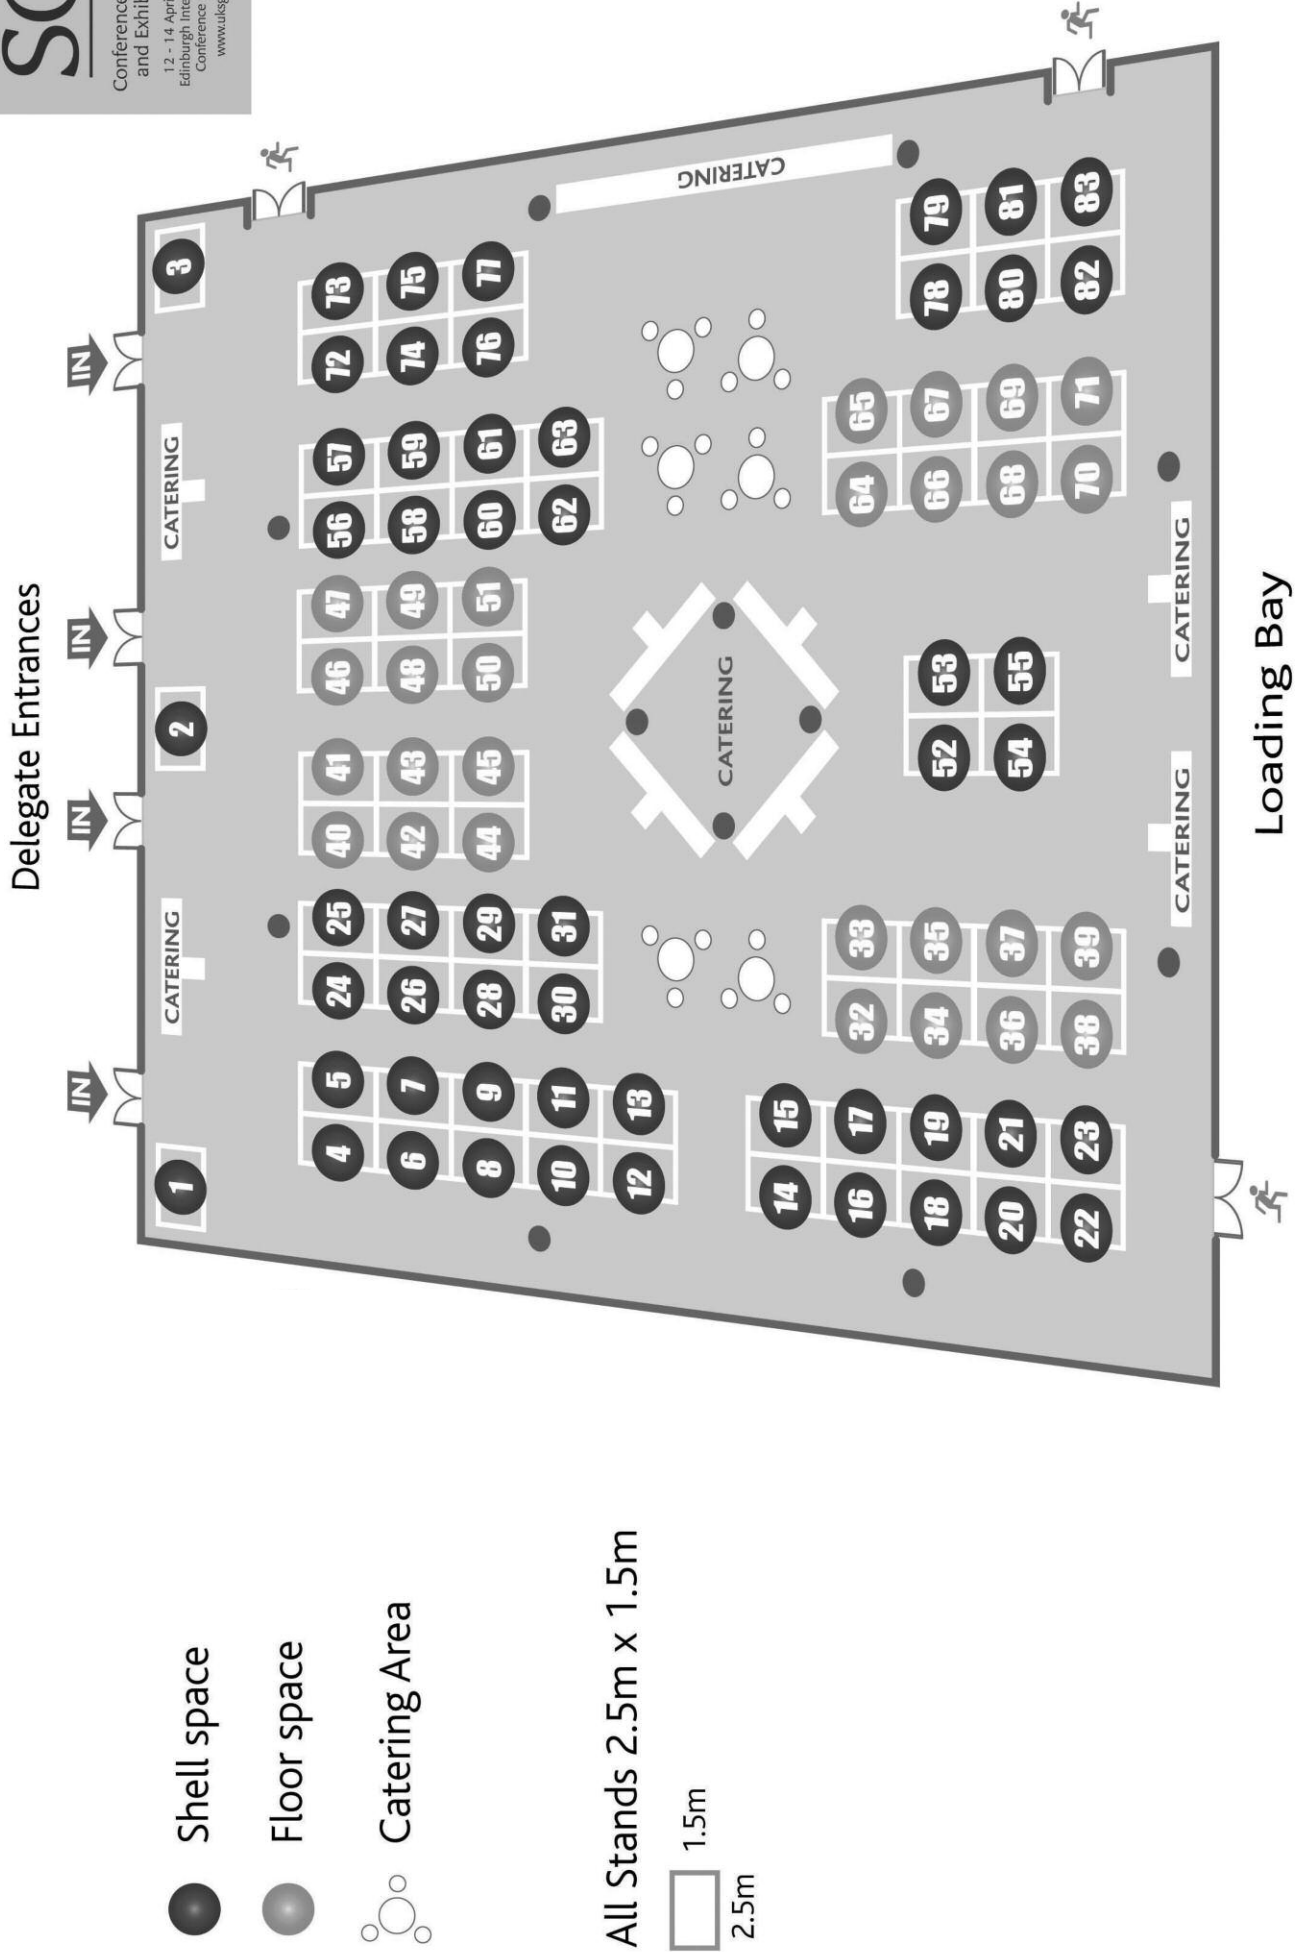 SG
Conference
and Exhib
12 - 14 Apri
Edinburgh Inte
Conference
www.uksg
Delegate Entrances
IN IN IN IN
1 CATERING 2 CATERING 3
Shell space
Floor space
Catering Area
All Stands 2.5m x 1.5m
1.5m
2.5m
4 5 24 25 40 41 46 47 56 57 72 73
6 7 26 27 42 43 48 49 58 59 74 75
8 9 28 29 44 45 50 51 60 61 76 77
10 11 30 31 62 63
12 13
CATERING
CATERING
14 15
16 17 32 33 64 65
18 19 34 35 52 53 66 67 78 79
20 21 36 37 54 55 68 69 80 81
22 23 38 39 70 71 82 83
CATERING CATERING
Loading Bay